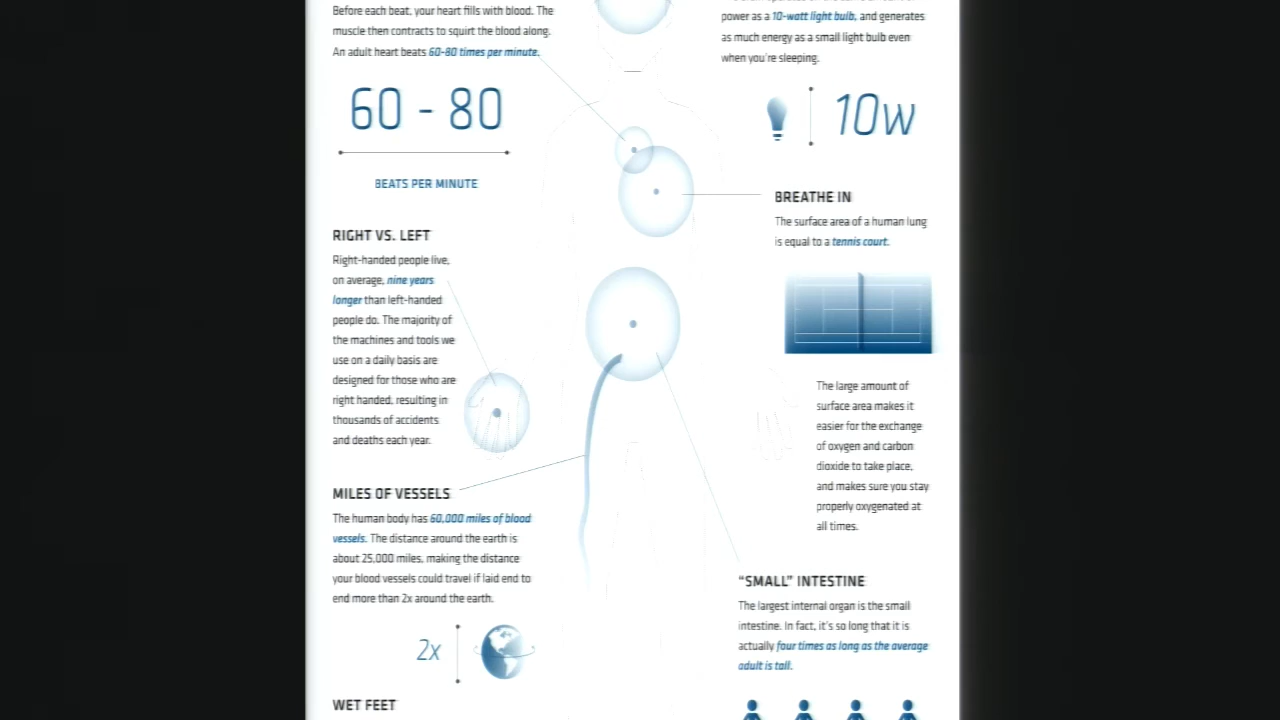 Before each beat, your heart fills with blood. The
muscle then contracts to squirt the blood along.
An adult heart beats 60-80 times per minute.
60 - 80
BEATS PER MINUTE
RIGHT VS. LEFT
Right-handed people live,
on average, nine years
longer than left-handed
people do. The majority of
the machines and tools we
use on a daily basis are
designed for those who are
right handed, resulting in
thousands of accidents
and deaths each year.
MILES OF VESSELS
The human body has 60,000 miles of blood
vessels. The distance around the earth is
about 25,000 miles, making the distance
your blood vessels could travel if laid end to
end more than 2x around the earth.
2x
WET FEET
power as a 10-watt light bulb, and generates
as much energy as a small light bulb even
when you're sleeping.
10w
BREATHE IN
The surface area of a human lung
is equal to a tennis court.
The large amount of
surface area makes it
easier for the exchange
of oxygen and carbon
dioxide to take place,
and makes sure you stay
properly oxygenated at
all times.
"SMALL" INTESTINE
The largest internal organ is the small
intestine. In fact, it's so long that it is
actually four times as long as the average
adult is tall.